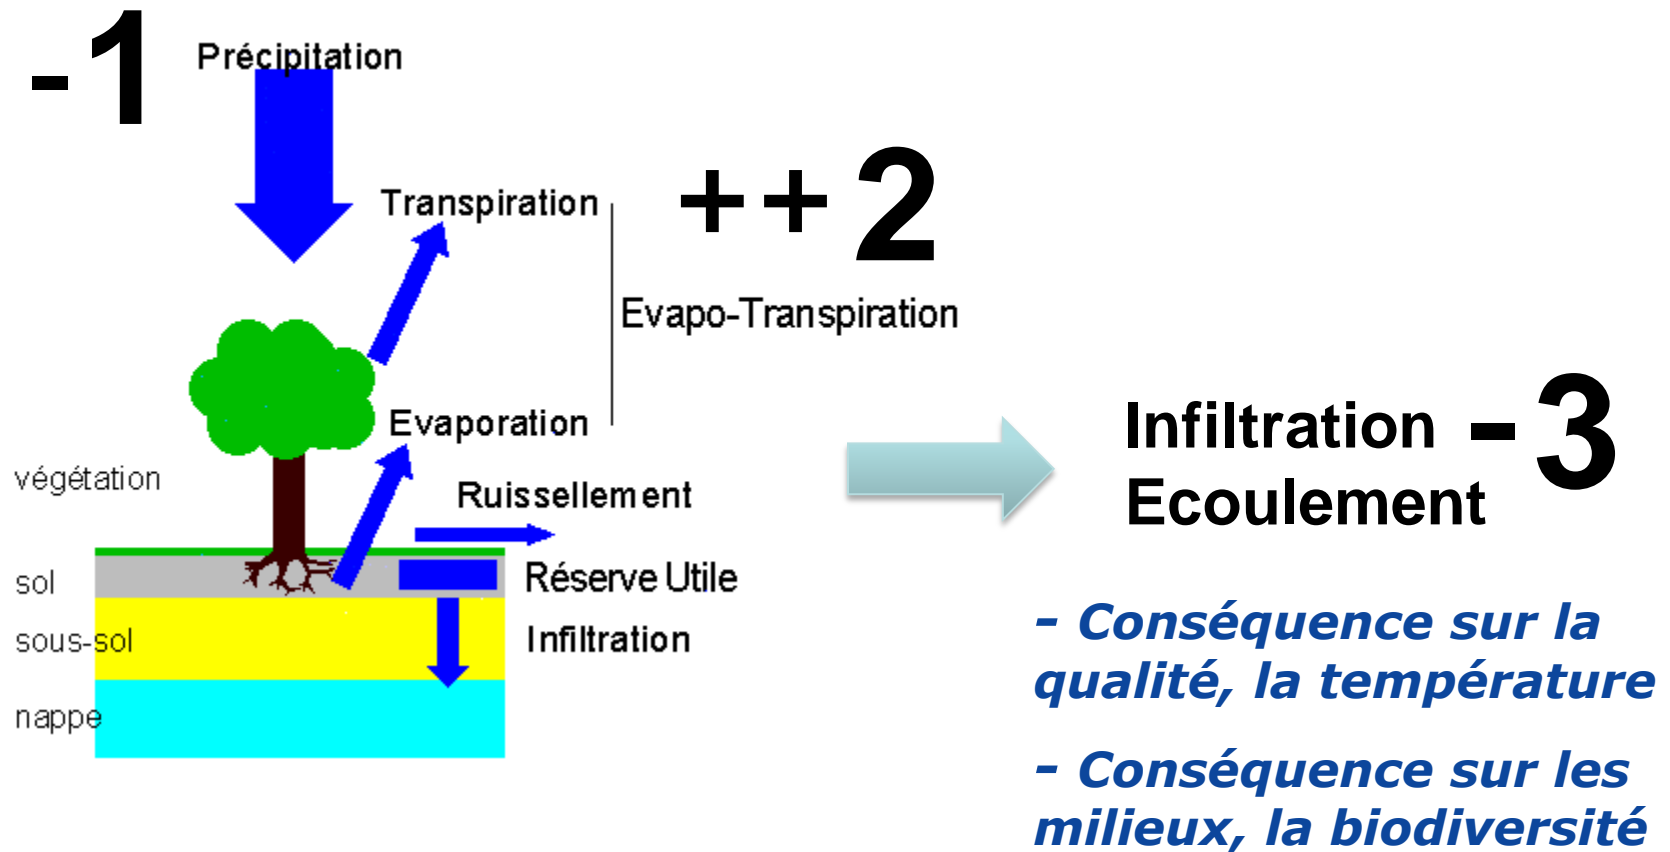 - 1
Précipitation
Transpiration
++ 2
Evapo-Transpiration
Evaporation
végétation
Ruissellement
sol
Réserve Utile
sous-sol
Infiltration
nappe
Infiltration - 3
Ecoulement
- Conséquence sur la
qualité, la température
- Conséquence sur les
milieux, la biodiversité